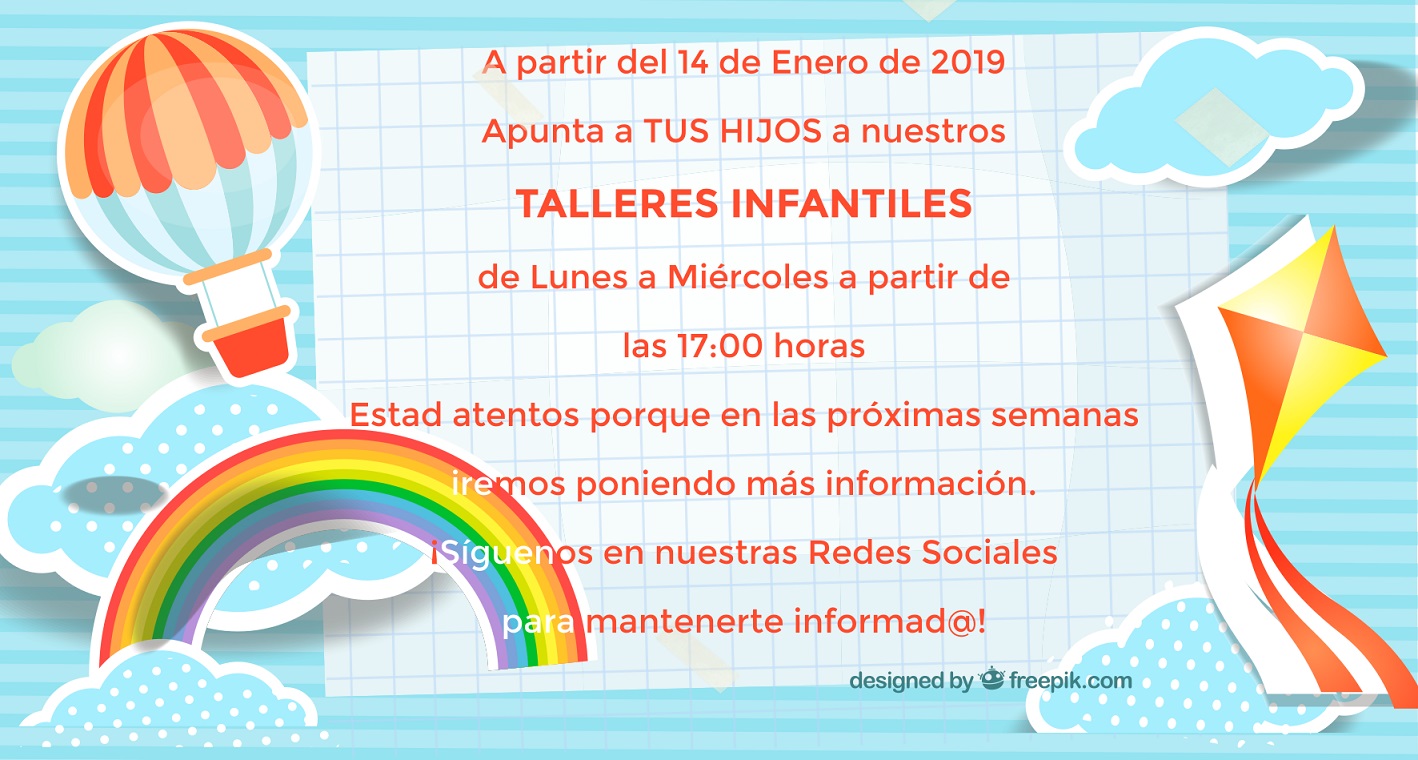 A partir del 14 de Enero de 2019
Apunta a TUS HIJOS a nuestros
TALLERES INFANTILES
de Lunes a Miércoles a partir de
las 17:00 horas
Estad atentos porque en las próximas semanas
iremos poniendo más información.
¡Síguenos en nuestras Redes Sociales
para mantenerte informad@!
designed by freepik.com